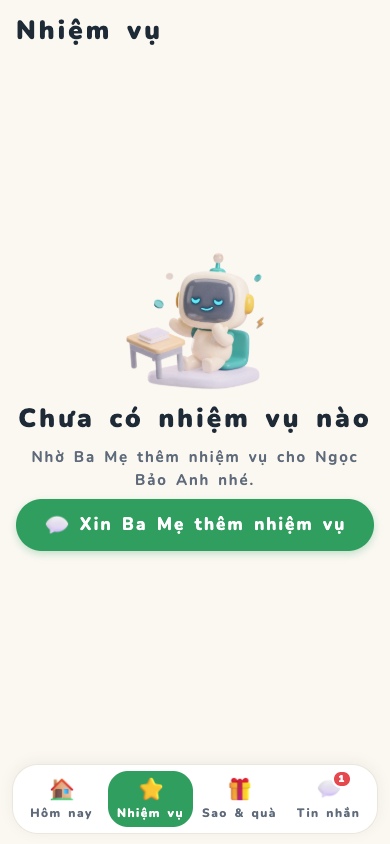 Nhiệm vụ
Chưa có nhiệm vụ nào
Nhờ Ba Mẹ thêm nhiệm vụ cho Ngọc
Bảo Anh nhé.
Xin Ba Mẹ thêm nhiệm vụ
1
Hôm nay
Nhiệm vụ
Sao & quà
Tin nhắn